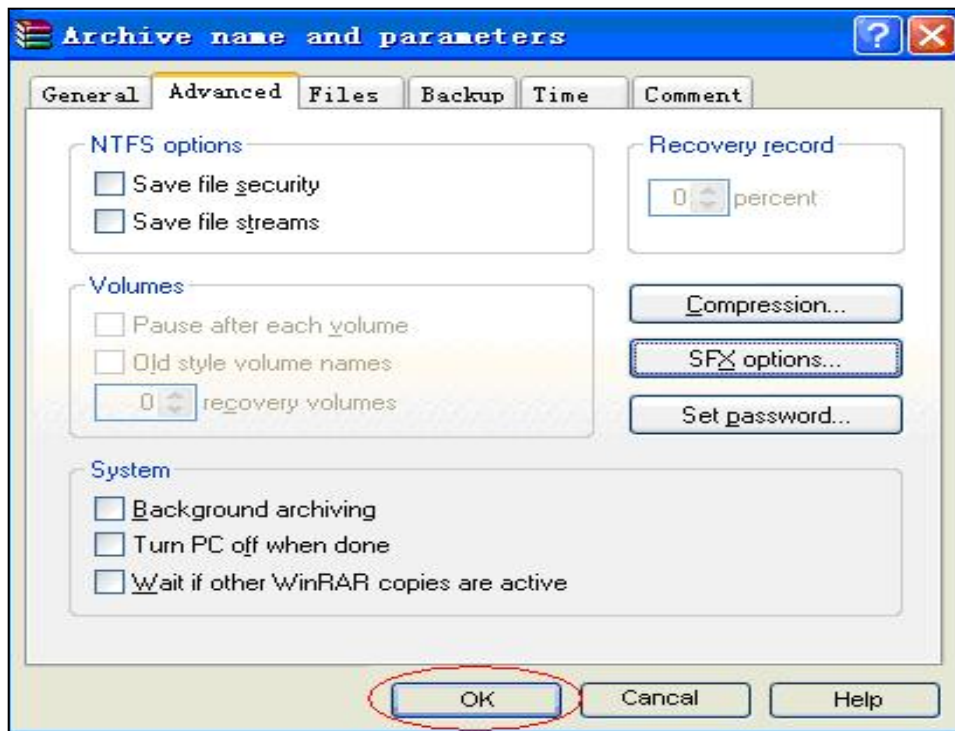 Archive name and parameters
General Advanced Files Backup Time Comment
NTFS options
Save file security
Save file streams
Recovery record
0 percent
Volumes
Pause after each volume
Old style volume names
0 recovery volumes
Compression...
SFX options...
Set password...
System
Background archiving
Turn PC off when done
Wait if other WinRAR copies are active
OK Cancal Help